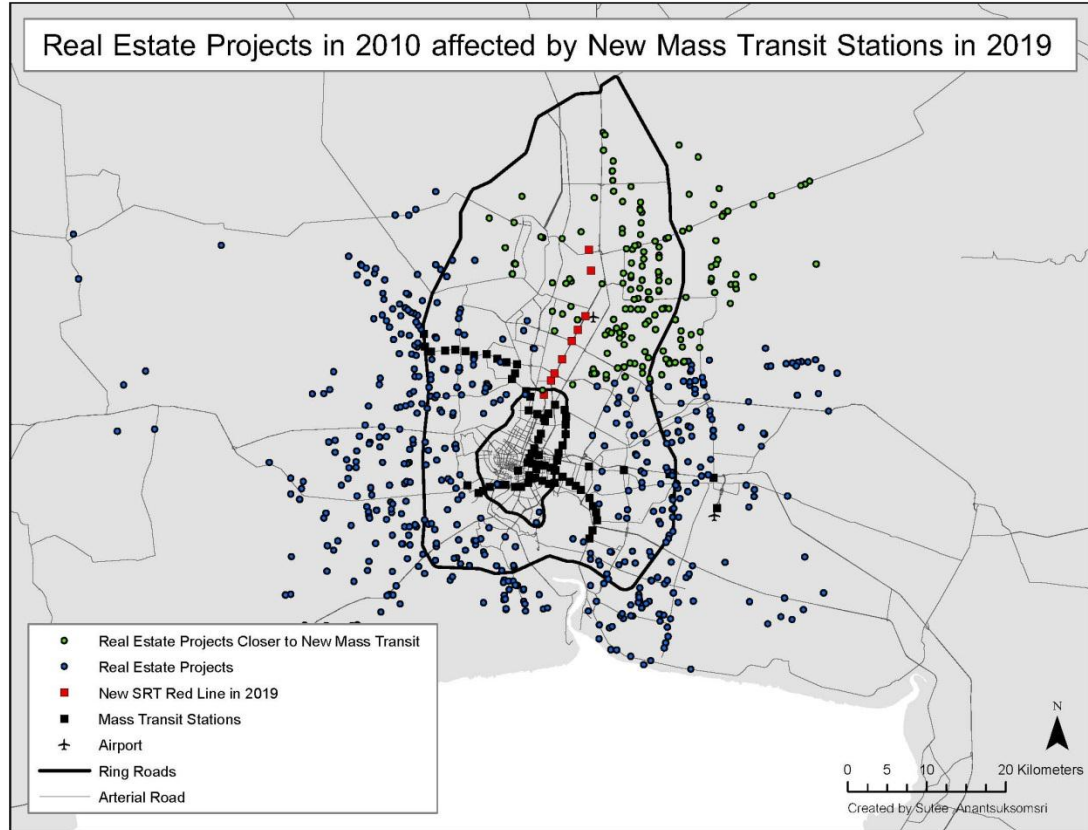 Real Estate Projects in 2010 affected by New Mass Transit Stations in 2019
Real Estate Projects Closer to New Mass Transit
Real Estate Projects
New SRT Red Line in 2019
Mass Transit Stations
Airport
Ring Roads
Arterial Road
N
0 5 10 20 Kilometers
Created by Sutee Anantsuksomsri